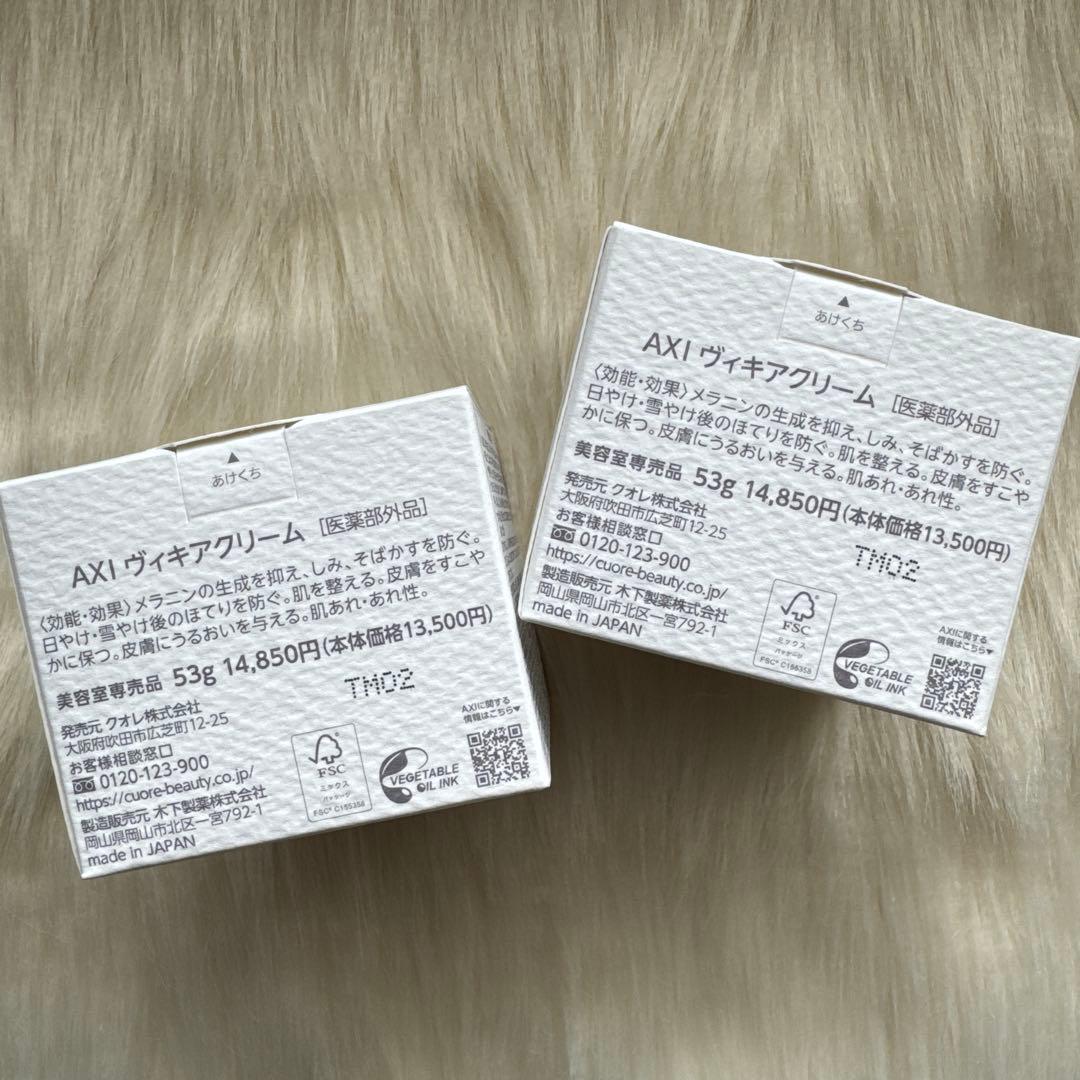 ▲
あけくち
AXI ヴィキアクリーム [医薬部外品]
〈効能・効果〉メラニンの生成を抑え、しみ、そばかすを防ぐ。
日やけ・雪やけ後のほてりを防ぐ。肌を整える。皮膚をすこや
かに保つ。皮膚にうるおいを与える。肌あれ・あれ性。
美容室専売品 53g 14,850円(本体価格13,500円)
TM02
発売元 クオレ株式会社
大阪府吹田市広芝町12-25
お客様相談窓口
0120-123-900
https://cuore-beauty.co.jp/
製造販売元 木下製薬株式会社
岡山県岡山市北区一宮792-1
made in JAPAN
FSC
ミックス
パッケージ
FSC® C156358
VEGETABLE
OIL INK
AXIに関する
情報はこちら▼
▲
あけくち
AXI ヴィキアクリーム [医薬部外品]
〈効能・効果〉メラニンの生成を抑え、しみ、そばかすを防ぐ。
日やけ・雪やけ後のほてりを防ぐ。肌を整える。皮膚をすこや
かに保つ。皮膚にうるおいを与える。肌あれ・あれ性。
美容室専売品 53g 14,850円(本体価格13,500円)
TM02
発売元 クオレ株式会社
大阪府吹田市広芝町12-25
お客様相談窓口
0120-123-900
https://cuore-beauty.co.jp/
製造販売元 木下製薬株式会社
岡山県岡山市北区一宮792-1
made in JAPAN
FSC
ミックス
パッケージ
FSC® C156358
VEGETABLE
OIL INK
AXIに関する
情報はこちら▼